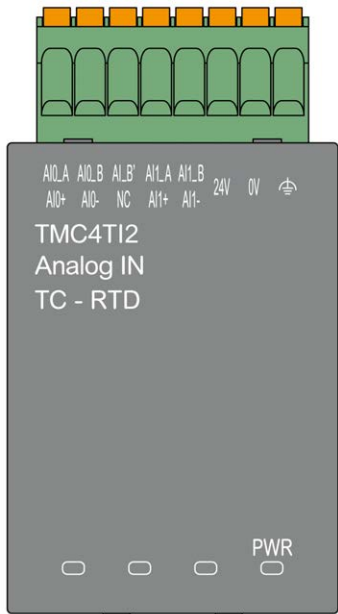 AI0_A AI0_B AI_B' AI1_A AI1_B 24V 0V
AI0+ AI0- NC AI1+ AI1-
TMC4TI2
Analog IN
TC - RTD
PWR